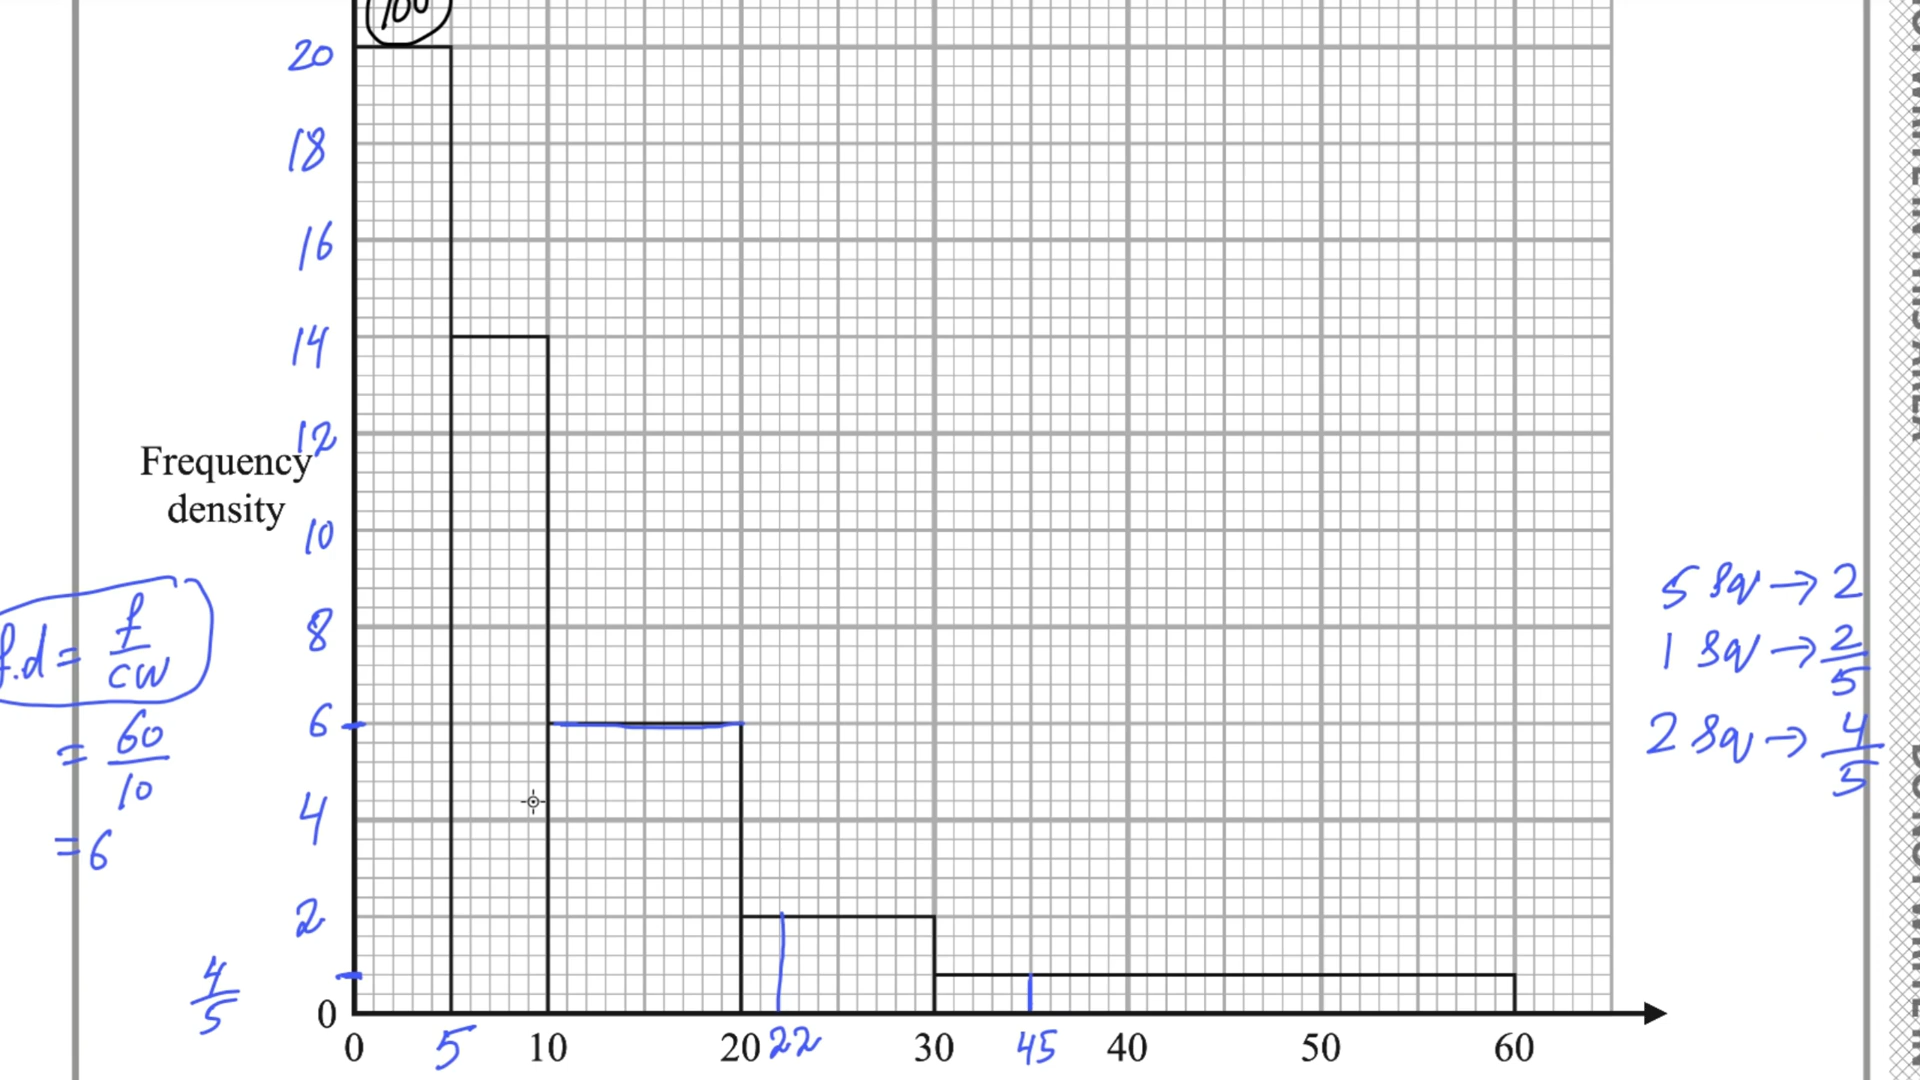 100
20
18
16
14
12
Frequency
density
10
8
6
4
2
0
f.d = f/cw
= 60/10
= 6
4/5
5 sq → 2
1 sq → 2/5
2 sq → 4/5
0 5 10 20 22 30 45 40 50 60